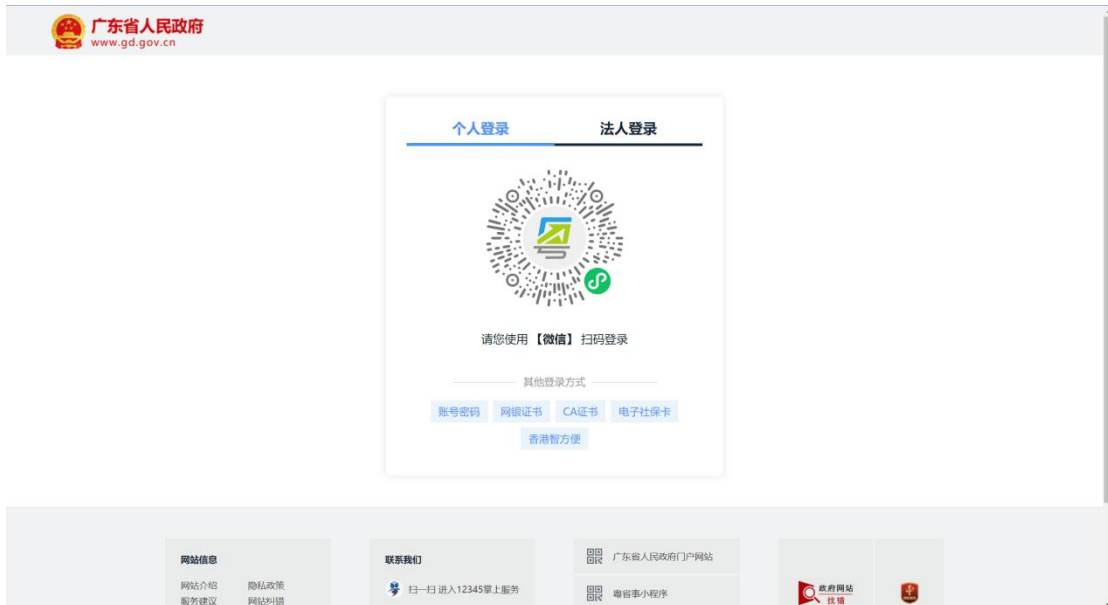 广东省人民政府
www.gd.gov.cn
个人登录 法人登录
请您使用【微信】扫码登录
其他登录方式
账号密码 网银证书 CA证书 电子社保卡
香港智方便
网站信息
网站介绍 隐私政策
服务建议 网站纠错
联系我们
扫一扫 进入12345掌上服务
广东省人民政府门户网站
粤省事小程序
政府网站
找错